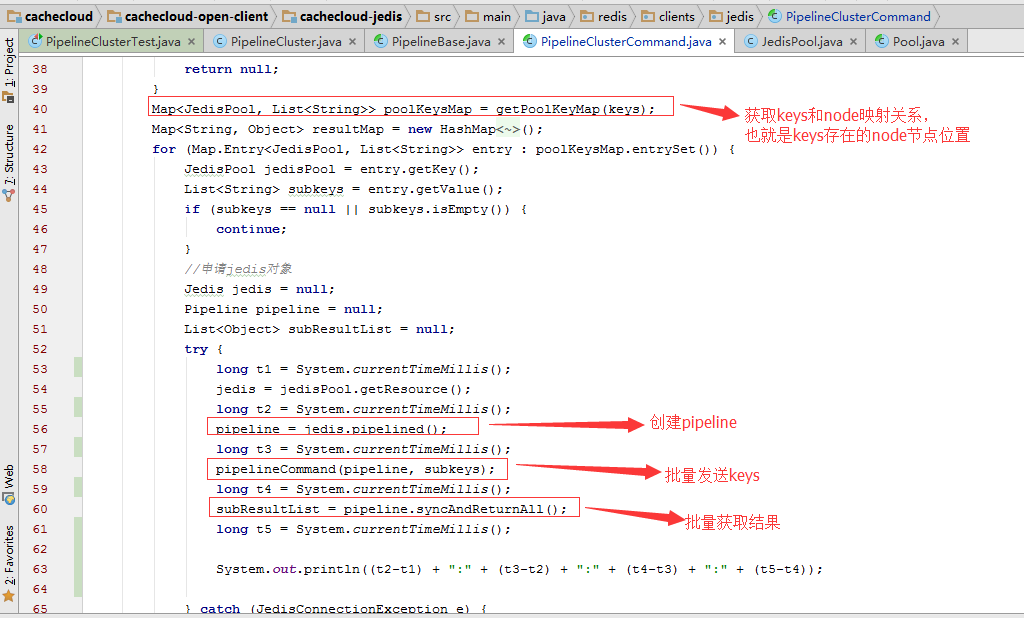 cachecloud cachecloud-open-client cachecloud-jedis src main java redis clients jedis PipelineClusterCommand
PipelineClusterTest.java PipelineCluster.java PipelineBase.java PipelineClusterCommand.java JedisPool.java Pool.java
1: Project
7: Structure
Web
2: Favorites
38 return null;
39 }
40 Map<JedisPool, List<String>> poolKeysMap = getPoolKeyMap(keys);
获取keys和node映射关系，
也就是keys存在的node节点位置
41 Map<String, Object> resultMap = new HashMap<~>();
42 for (Map.Entry<JedisPool, List<String>> entry : poolKeysMap.entrySet()) {
43 JedisPool jedisPool = entry.getKey();
44 List<String> subkeys = entry.getValue();
45 if (subkeys == null || subkeys.isEmpty()) {
46 continue;
47 }
48 //申请jedis对象
49 Jedis jedis = null;
50 Pipeline pipeline = null;
51 List<Object> subResultList = null;
52 try {
53 long t1 = System.currentTimeMillis();
54 jedis = jedisPool.getResource();
55 long t2 = System.currentTimeMillis();
56 pipeline = jedis.pipelined(); 创建pipeline
57 long t3 = System.currentTimeMillis();
58 pipelineCommand(pipeline, subkeys); 批量发送keys
59 long t4 = System.currentTimeMillis();
60 subResultList = pipeline.syncAndReturnAll(); 批量获取结果
61 long t5 = System.currentTimeMillis();
62
63 System.out.println((t2-t1) + ":" + (t3-t2) + ":" + (t4-t3) + ":" + (t5-t4));
64
65 } catch (JedisConnectionException e) {